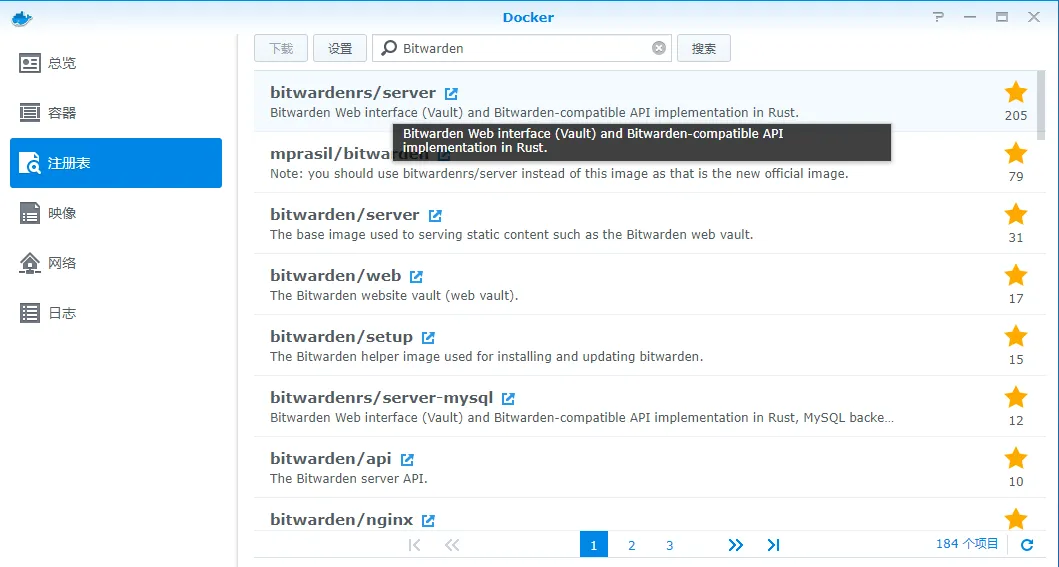 Docker
总览
容器
注册表
映像
网络
日志
下载 设置 Bitwarden 搜索
bitwardenrs/server
Bitwarden Web interface (Vault) and Bitwarden-compatible API implementation in Rust.
205
Bitwarden Web interface (Vault) and Bitwarden-compatible API
implementation in Rust.
mprasil/bitwarden
Note: you should use bitwardenrs/server instead of this image as that is the new official image.
79
bitwarden/server
The base image used to serving static content such as the Bitwarden web vault.
31
bitwarden/web
The Bitwarden website vault (web vault).
17
bitwarden/setup
The Bitwarden helper image used for installing and updating bitwarden.
15
bitwardenrs/server-mysql
Bitwarden Web interface (Vault) and Bitwarden-compatible API implementation in Rust, MySQL backe...
12
bitwarden/api
The Bitwarden server API.
10
bitwarden/nginx
1 2 3 184 个项目